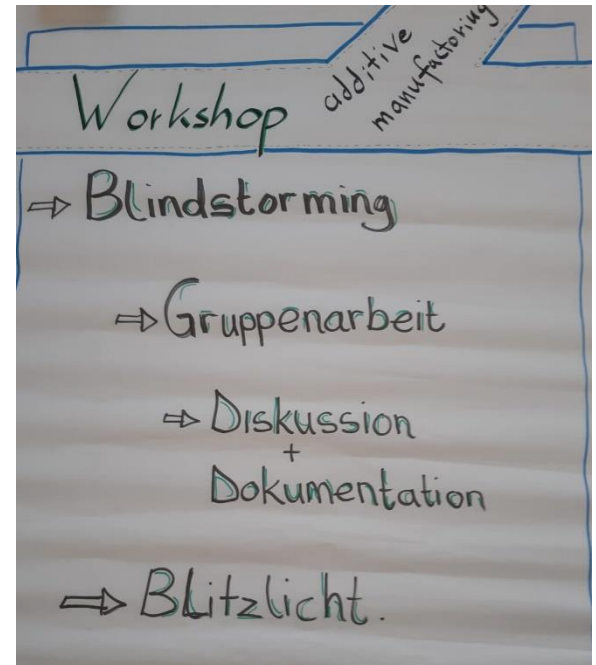 Workshop
additive
manufacturing
⇒ Blindstorming
⇒ Gruppenarbeit
⇒ Diskussion
+
Dokumentation
⇒ Blitzlicht.